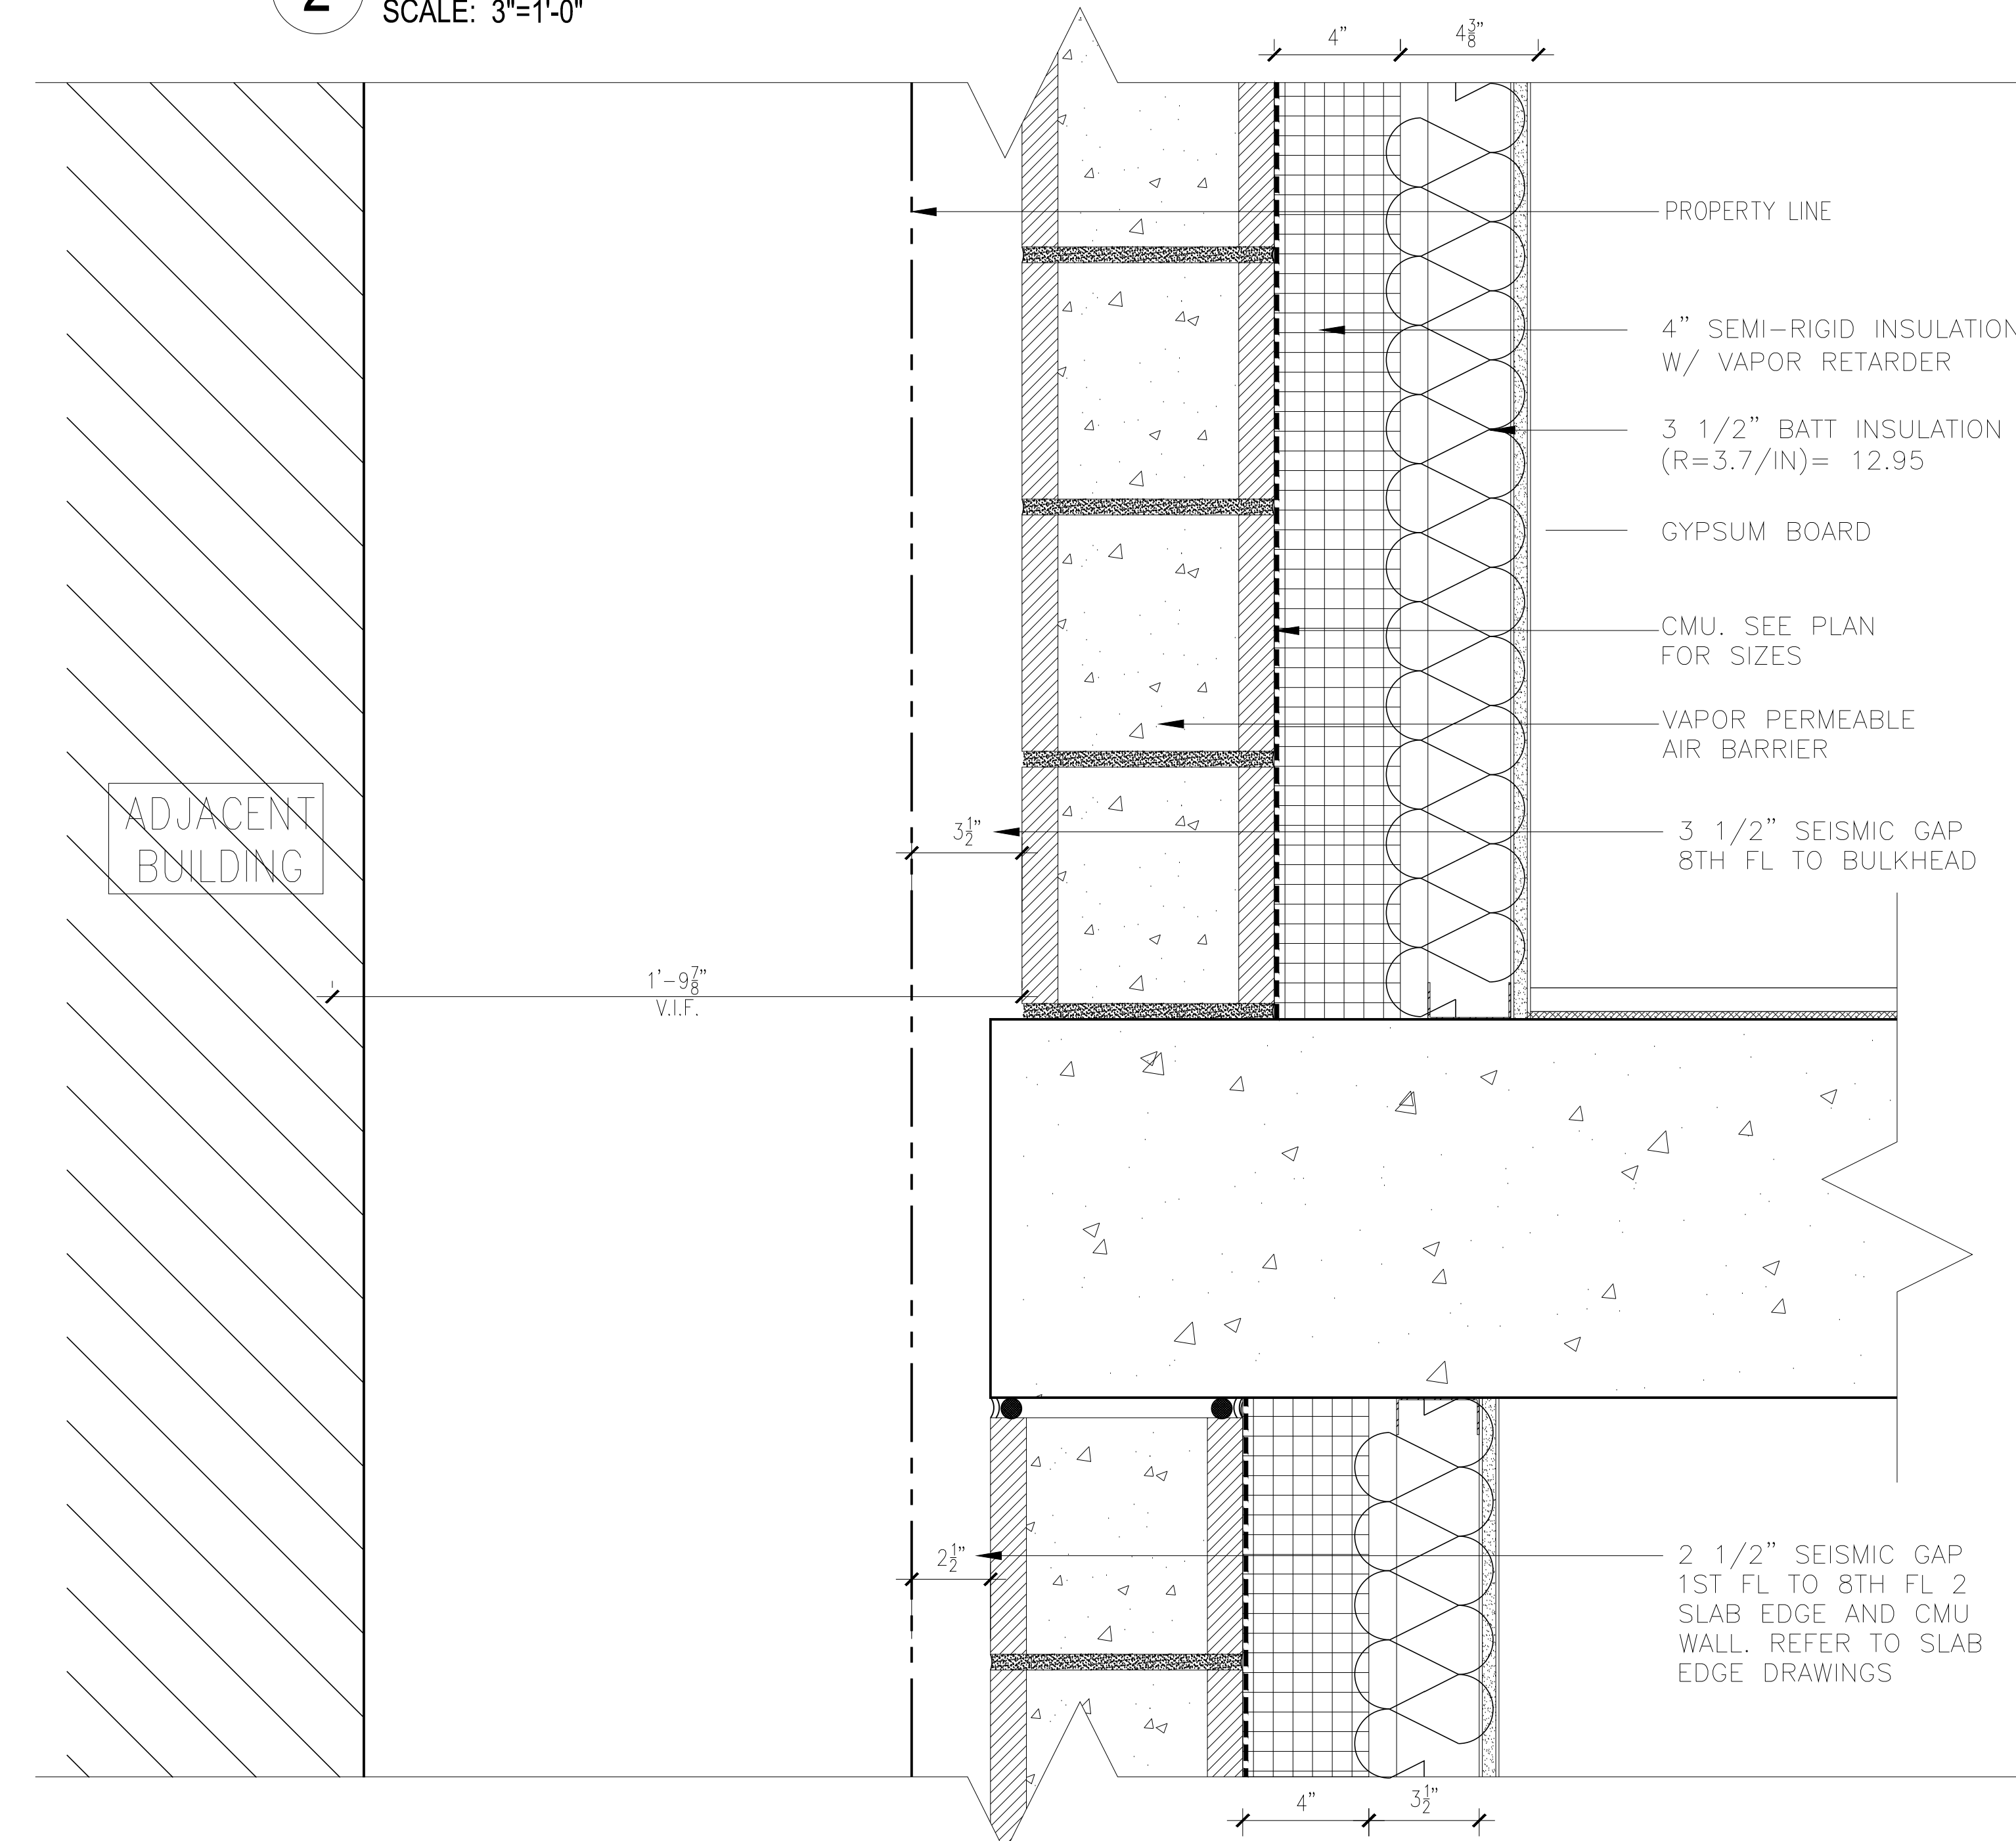 2
SCALE: 3"=1'-0"
4"
4 3/8"
PROPERTY LINE
4" SEMI-RIGID INSULATION
W/ VAPOR RETARDER
3 1/2" BATT INSULATION
(R=3.7/IN)= 12.95
GYPSUM BOARD
CMU. SEE PLAN
FOR SIZES
VAPOR PERMEABLE
AIR BARRIER
ADJACENT
BUILDING
3 1/2"
3 1/2" SEISMIC GAP
8TH FL TO BULKHEAD
1'-9 7/8"
V.I.F.
2 1/2"
2 1/2" SEISMIC GAP
1ST FL TO 8TH FL 2
SLAB EDGE AND CMU
WALL. REFER TO SLAB
EDGE DRAWINGS
4"
3 1/2"